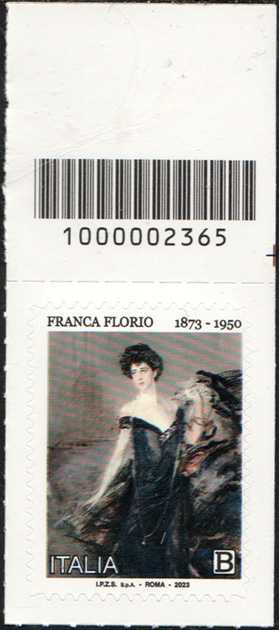 1000002365
FRANCA FLORIO 1873 - 1950
ITALIA B
I.P.Z.S. S.p.A. - ROMA - 2023